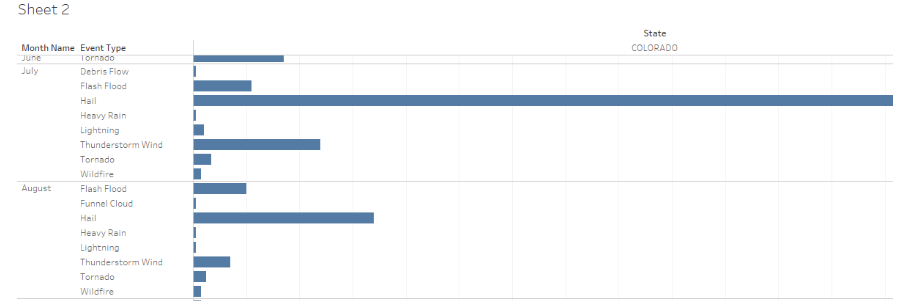 Sheet 2
State
Month Name Event Type COLORADO
June Tornado
July Debris Flow
Flash Flood
Hail
Heavy Rain
Lightning
Thunderstorm Wind
Tornado
Wildfire
August Flash Flood
Funnel Cloud
Hail
Heavy Rain
Lightning
Thunderstorm Wind
Tornado
Wildfire